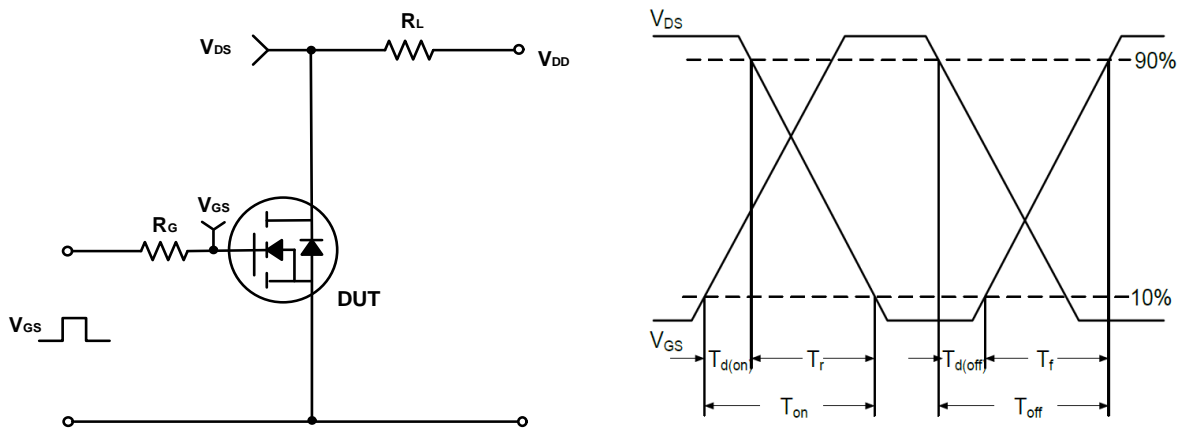 RL
VDS
VDD
VGS
RG
DUT
VGS
VDS
90%
10%
VGS
Td(on) Tr Td(off) Tf
Ton Toff